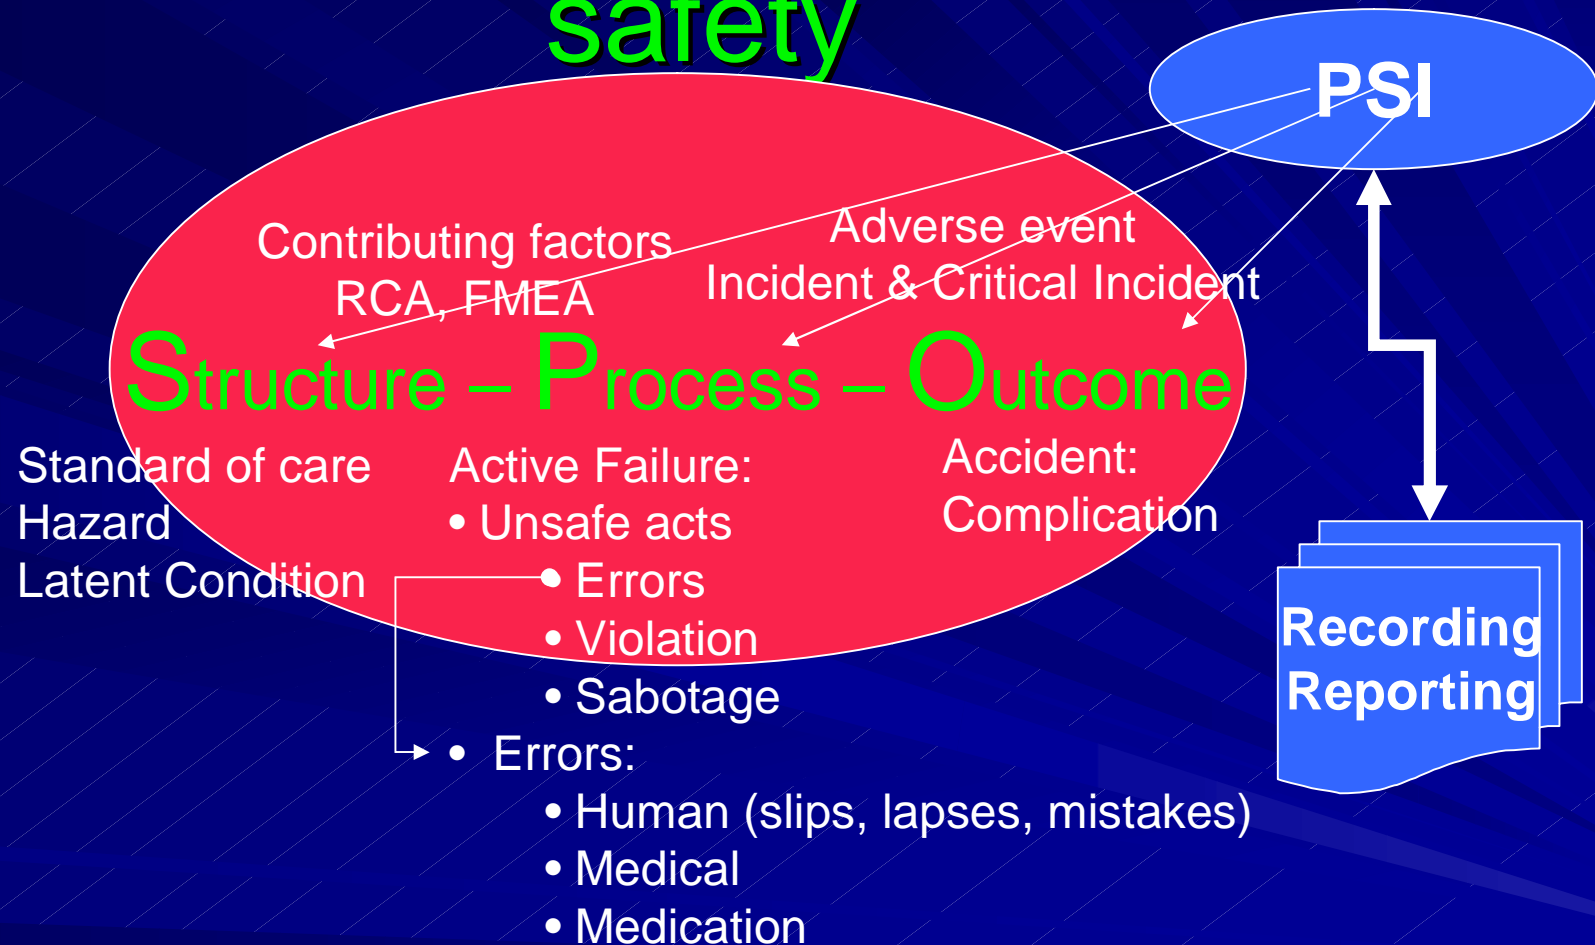 safety
PSI
Contributing factors
RCA, FMEA
Adverse event
Incident & Critical Incident
Structure – Process – Outcome
Standard of care
Hazard
Latent Condition
Active Failure:
• Unsafe acts
• Errors
• Violation
• Sabotage
• Errors:
• Human (slips, lapses, mistakes)
• Medical
• Medication
Accident:
Complication
Recording
Reporting